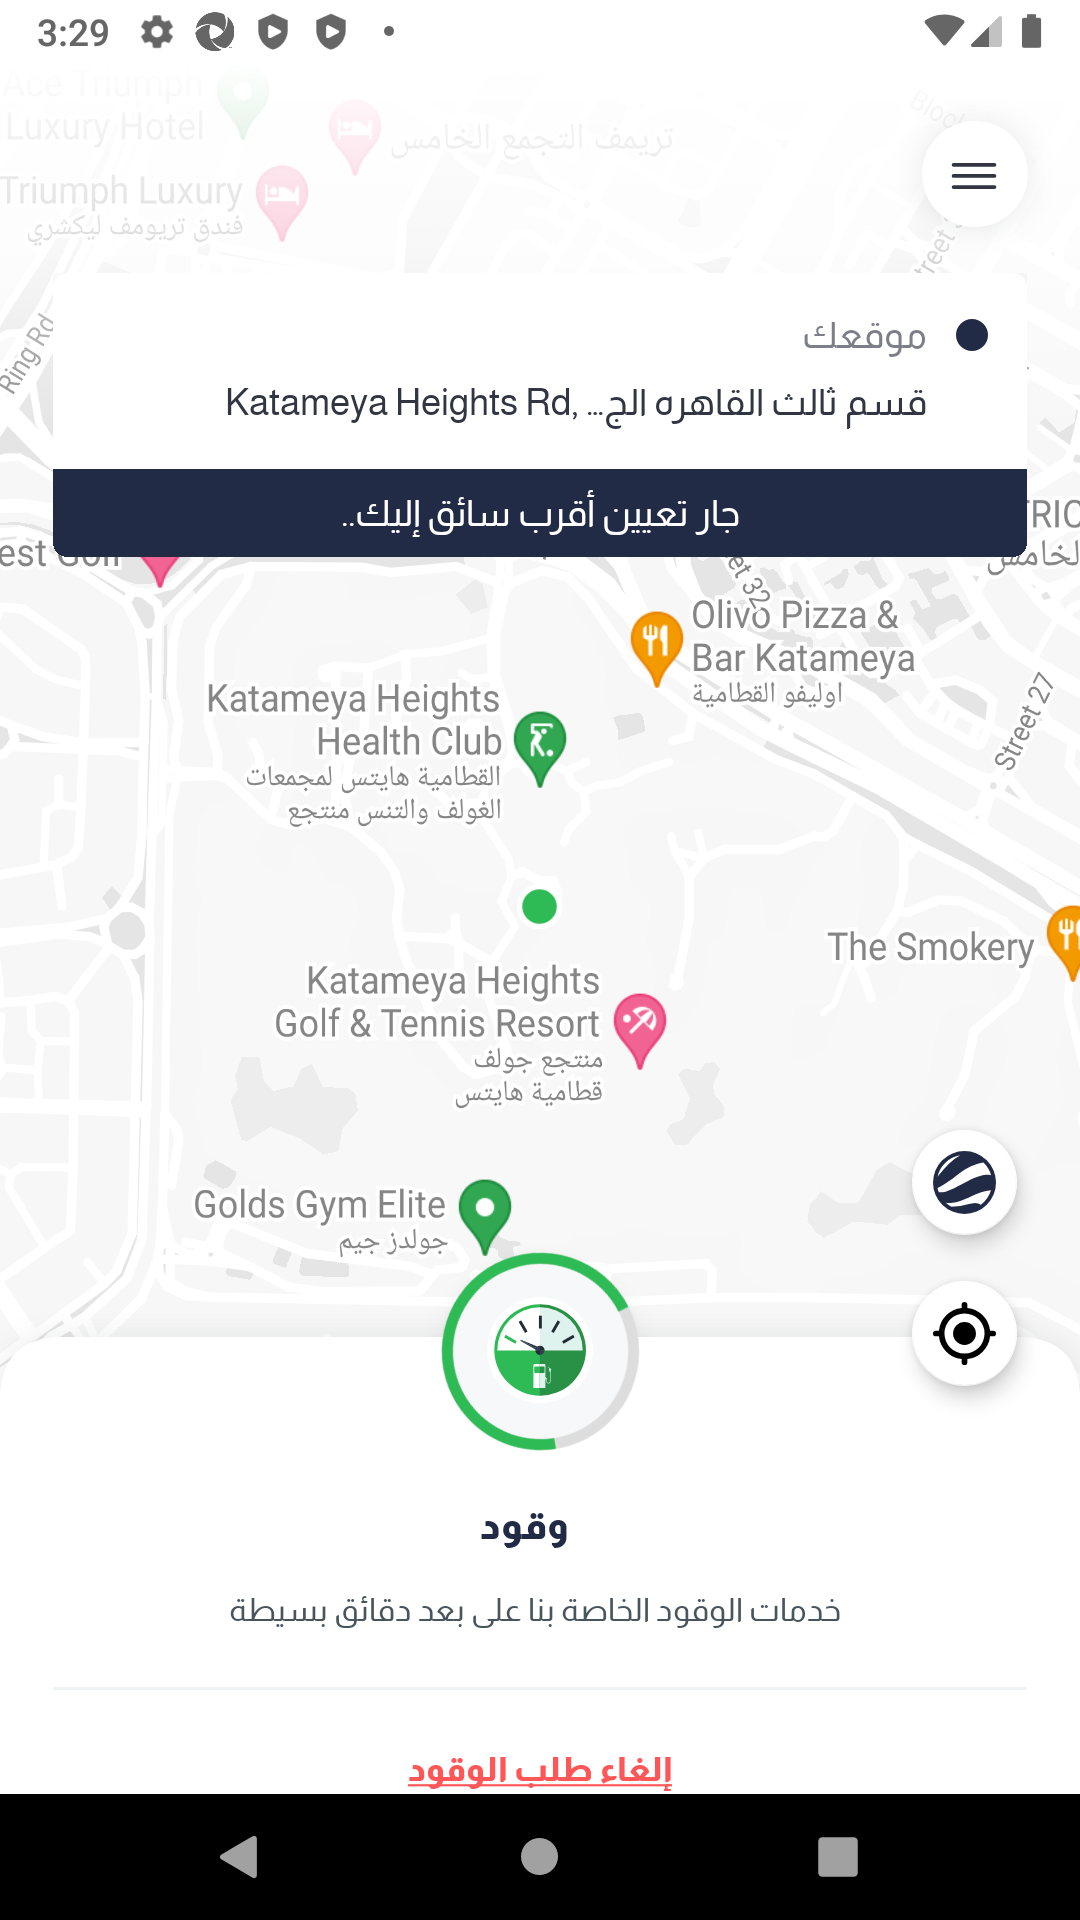 3:29
Ace Triumph
Luxury Hotel
تريمف التجمع الخامس
Triumph Luxury
فندق تريومف ليكشري
Ring Rd
موقعك
قسم ثالث القاهره الج... ,Katameya Heights Rd
جار تعيين أقرب سائق إليك..
est Golf
TRIC
لخامس
et 32
Olivo Pizza &
Bar Katameya
اوليفو القطامية
Street 27
Katameya Heights
Health Club
القطامية هايتس لمجمعات
الغولف والتنس منتجع
The Smokery
Katameya Heights
Golf & Tennis Resort
منتجع جولف
قطامية هايتس
Golds Gym Elite
جولدز جيم
وقود
خدمات الوقود الخاصة بنا على بعد دقائق بسيطة
إلغاء طلب الوقود